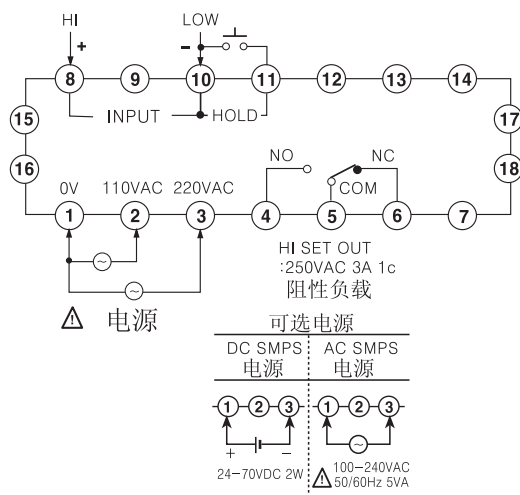 HI LOW
+ -
8 9 10 11 12 13 14
15 INPUT HOLD 17
16 NO NC 18
COM
0V 110VAC 220VAC
1 2 3 4 5 6 7
HI SET OUT
:250VAC 3A 1c
阻性负载
⚠ 电源
可选电源
DC SMPS AC SMPS
电源 电源
1 2 3 1 2 3
+ -
24-70VDC 2W ⚠ 100-240VAC
50/60Hz 5VA